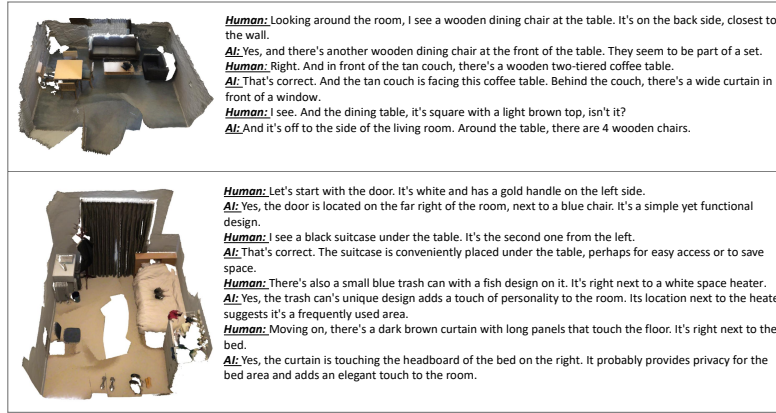 Human: Looking around the room, I see a wooden dining chair at the table. It's on the back side, closest to
the wall.
AI: Yes, and there's another wooden dining chair at the front of the table. They seem to be part of a set.
Human: Right. And in front of the tan couch, there's a wooden two-tiered coffee table.
AI: That's correct. And the tan couch is facing this coffee table. Behind the couch, there's a wide curtain in
front of a window.
Human: I see. And the dining table, it's square with a light brown top, isn't it?
AI: And it's off to the side of the living room. Around the table, there are 4 wooden chairs.
Human: Let's start with the door. It's white and has a gold handle on the left side.
AI: Yes, the door is located on the far right of the room, next to a blue chair. It's a simple yet functional
design.
Human: I see a black suitcase under the table. It's the second one from the left.
AI: That's correct. The suitcase is conveniently placed under the table, perhaps for easy access or to save
space.
Human: There's also a small blue trash can with a fish design on it. It's right next to a white space heater.
AI: Yes, the trash can's unique design adds a touch of personality to the room. Its location next to the heate
suggests it's a frequently used area.
Human: Moving on, there's a dark brown curtain with long panels that touch the floor. It's right next to the
bed.
AI: Yes, the curtain is touching the headboard of the bed on the right. It probably provides privacy for the
bed area and adds an elegant touch to the room.